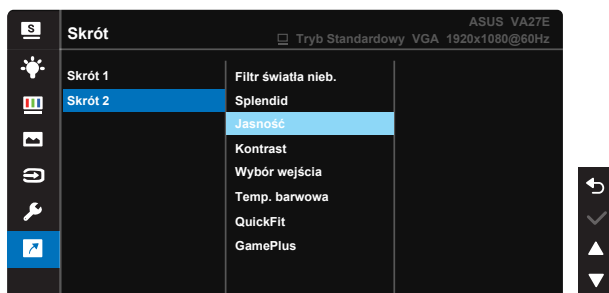 S
Skrót
ASUS VA27E
Tryb Standardowy VGA 1920x1080@60Hz
Skrót 1
Skrót 2
Filtr światła nieb.
Splendid
Jasność
Kontrast
Wybór wejścia
Temp. barwowa
QuickFit
GamePlus